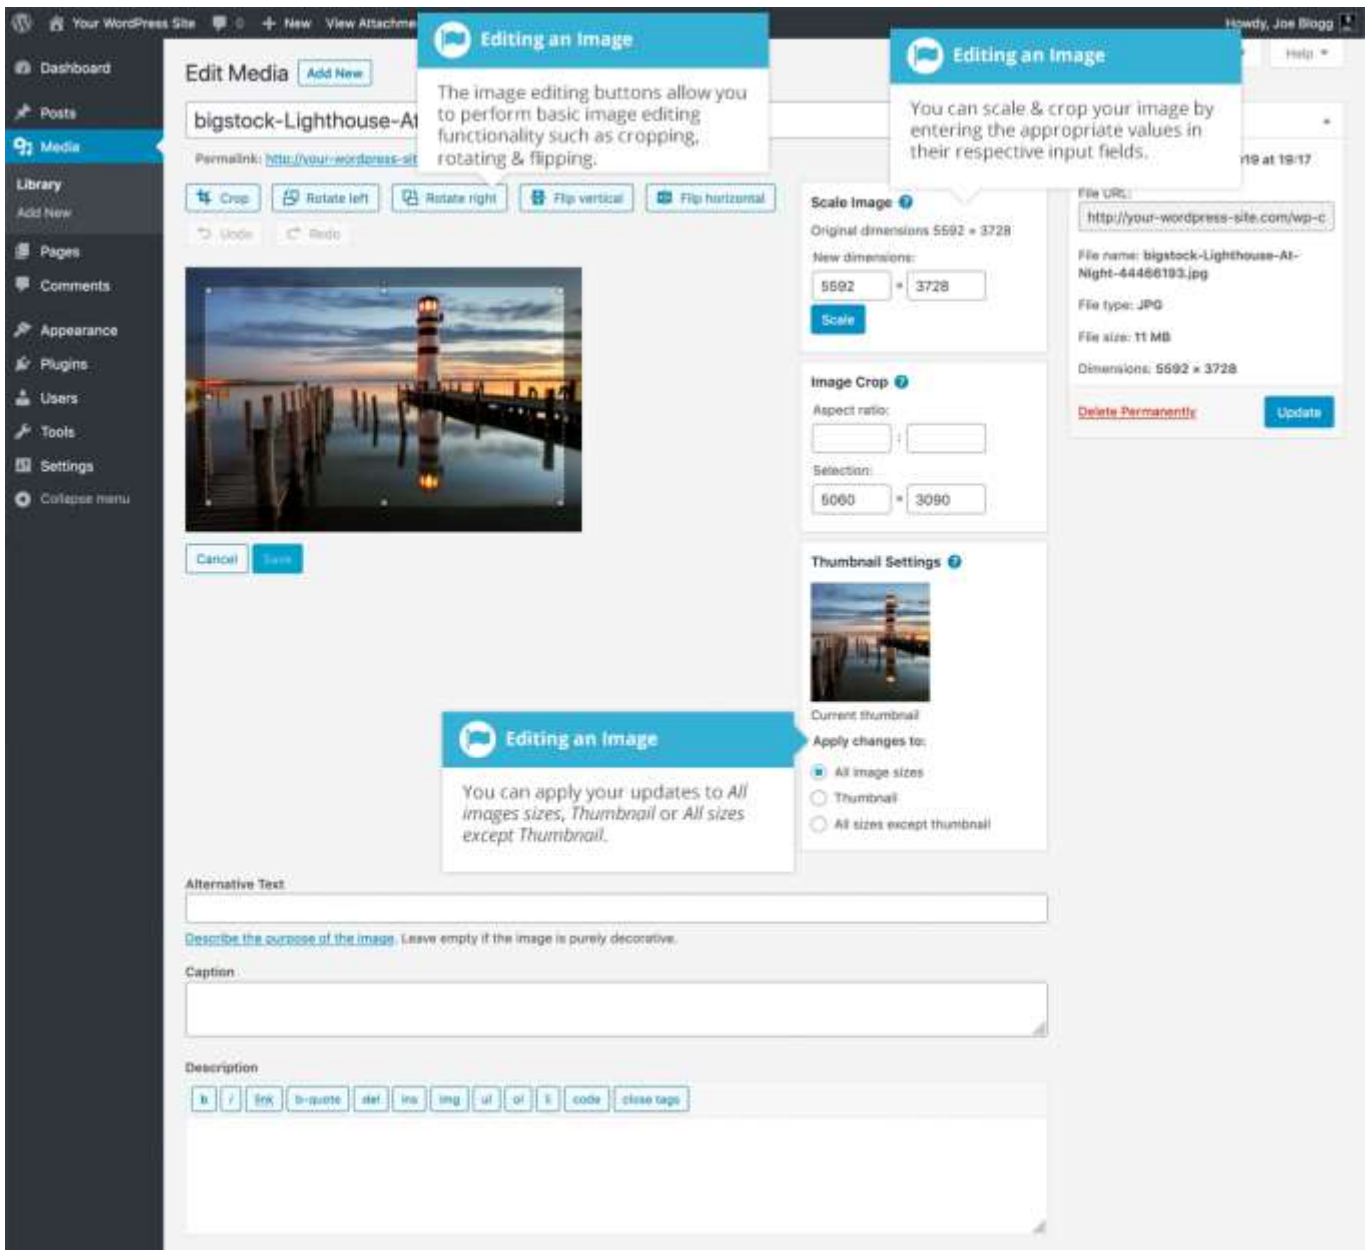 Your WordPress Site 0 + New View Attachme Howdy, Joe Blogg
Dashboard
Posts
Media
Library
Add New
Pages
Comments
Appearance
Plugins
Users
Tools
Settings
Collapse menu
Help
Edit Media Add New
bigstock-Lighthouse-At
Permalink: http://your-wordpress-sit
Editing an Image
The image editing buttons allow you
to perform basic image editing
functionality such as cropping,
rotating & flipping.
Editing an Image
You can scale & crop your image by
entering the appropriate values in
their respective input fields.
Crop Rotate left Rotate right Flip vertical Flip horizontal
Undo Redo
Cancel Save
Scale Image ?
Original dimensions 5592 × 3728
New dimensions:
5592 × 3728
Scale
Image Crop ?
Aspect ratio:
:
Selection:
5060 × 3090
Thumbnail Settings ?
Current thumbnail
Apply changes to:
All image sizes
Thumbnail
All sizes except thumbnail
19 at 19:17
File URL:
http://your-wordpress-site.com/wp-c
File name: bigstock-Lighthouse-At-
Night-44466193.jpg
File type: JPG
File size: 11 MB
Dimensions: 5592 × 3728
Delete Permanently Update
Editing an Image
You can apply your updates to All
images sizes, Thumbnail or All sizes
except Thumbnail.
Alternative Text
Describe the purpose of the image. Leave empty if the image is purely decorative.
Caption
Description
b i link b-quote del ins img ul ol li code close tags